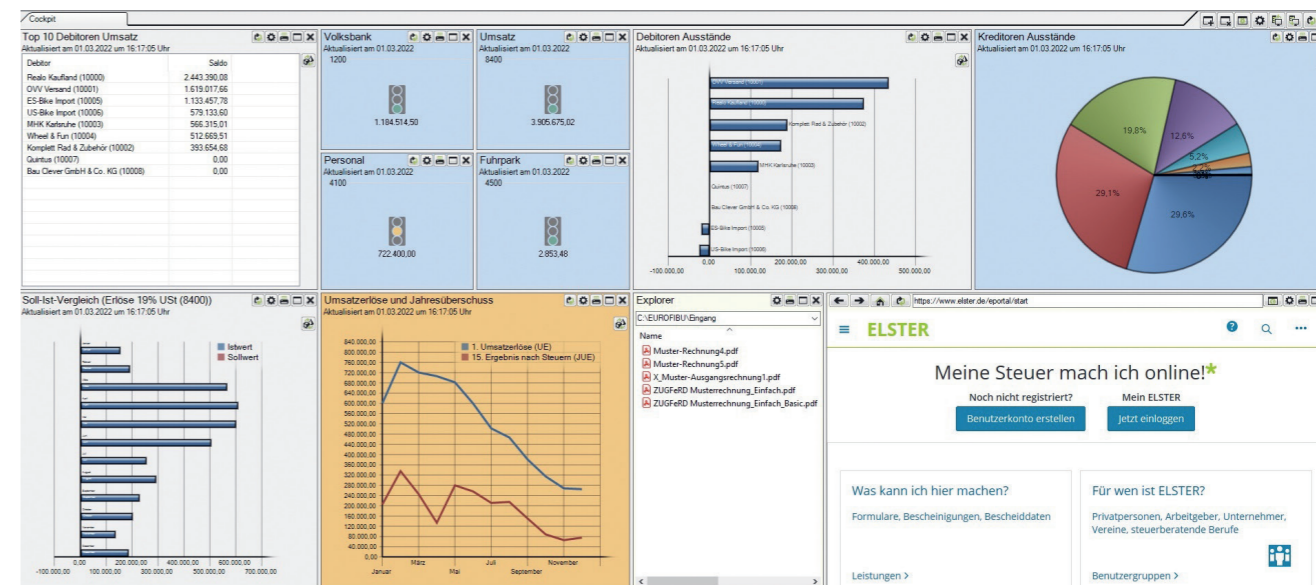 Cockpit
Top 10 Debitoren Umsatz
Aktualisiert am 01.03.2022 um 16:17:05 Uhr
Debitor Saldo
Realo Kaufland (10000) 2.443.390,08
OVV Versand (10001) 1.619.017,66
ES-Bike Import (10005) 1.133.457,78
US-Bike Import (10006) 579.133,60
MHK Karlsruhe (10003) 566.315,01
Wheel & Fun (10004) 512.669,51
Komplett Rad & Zubehör (10002) 393.654,68
Quintus (10007) 0,00
Bau Clever GmbH & Co. KG (10008) 0,00
Volksbank
Aktualisiert am 01.03.2022
1200
1.184.514,50
Umsatz
Aktualisiert am 01.03.2022
8400
3.905.675,02
Personal
Aktualisiert am 01.03.2022
4100
722.400,00
Fuhrpark
Aktualisiert am 01.03.2022
4500
2.853,48
Debitoren Ausstände
Aktualisiert am 01.03.2022 um 16:17:05 Uhr
OVV Versand (10001)
Realo Kaufland (10000)
Komplett Rad & Zubehör (10002)
Wheel & Fun (10004)
MHK Karlsruhe (10003)
Quintus (10007)
Bau Clever GmbH & Co. KG (10008)
ES-Bike Import (10005)
US-Bike Import (10006)
0,00 200.000,00 400.000,00
-100.000,00 100.000,00 300.000,00 500.000,00
Kreditoren Ausstände
Aktualisiert am 01.03.2022 um 16:17:05 Uhr
19,8%
12,6%
5,2%
29,1%
29,6%
Soll-Ist-Vergleich (Erlöse 19% USt (8400))
Aktualisiert am 01.03.2022 um 16:17:05 Uhr
Istwert
Sollwert
0,00 200.000,00 400.000,00 600.000,00
-100.000,00 100.000,00 300.000,00 500.000,00 700.000,00
Umsatzerlöse und Jahresüberschuss
Aktualisiert am 01.03.2022 um 16:17:05 Uhr
1. Umsatzerlöse (UE)
15. Ergebnis nach Steuern (JUE)
840.000,00
800.000,00
760.000,00
720.000,00
680.000,00
640.000,00
600.000,00
560.000,00
520.000,00
480.000,00
440.000,00
400.000,00
360.000,00
320.000,00
280.000,00
240.000,00
200.000,00
160.000,00
120.000,00
80.000,00
40.000,00
0,00
März Juli November
Januar Mai September
Explorer
C:\EUROFIBU\Eingang
Name
Muster-Rechnung4.pdf
Muster-Rechnung5.pdf
X_Muster-Ausgangsrechnung1.pdf
ZUGFeRD Musterrechnung_Einfach.pdf
ZUGFeRD Musterrechnung_Einfach_Basic.pdf
https://www.elster.de/eportal/start
ELSTER
Meine Steuer mach ich online!*
Noch nicht registriert? Mein ELSTER
Benutzerkonto erstellen Jetzt einloggen
Was kann ich hier machen?
Formulare, Bescheinigungen, Bescheiddaten
Leistungen >
Für wen ist ELSTER?
Privatpersonen, Arbeitgeber, Unternehmer,
Vereine, steuerberatende Berufe
Benutzergruppen >